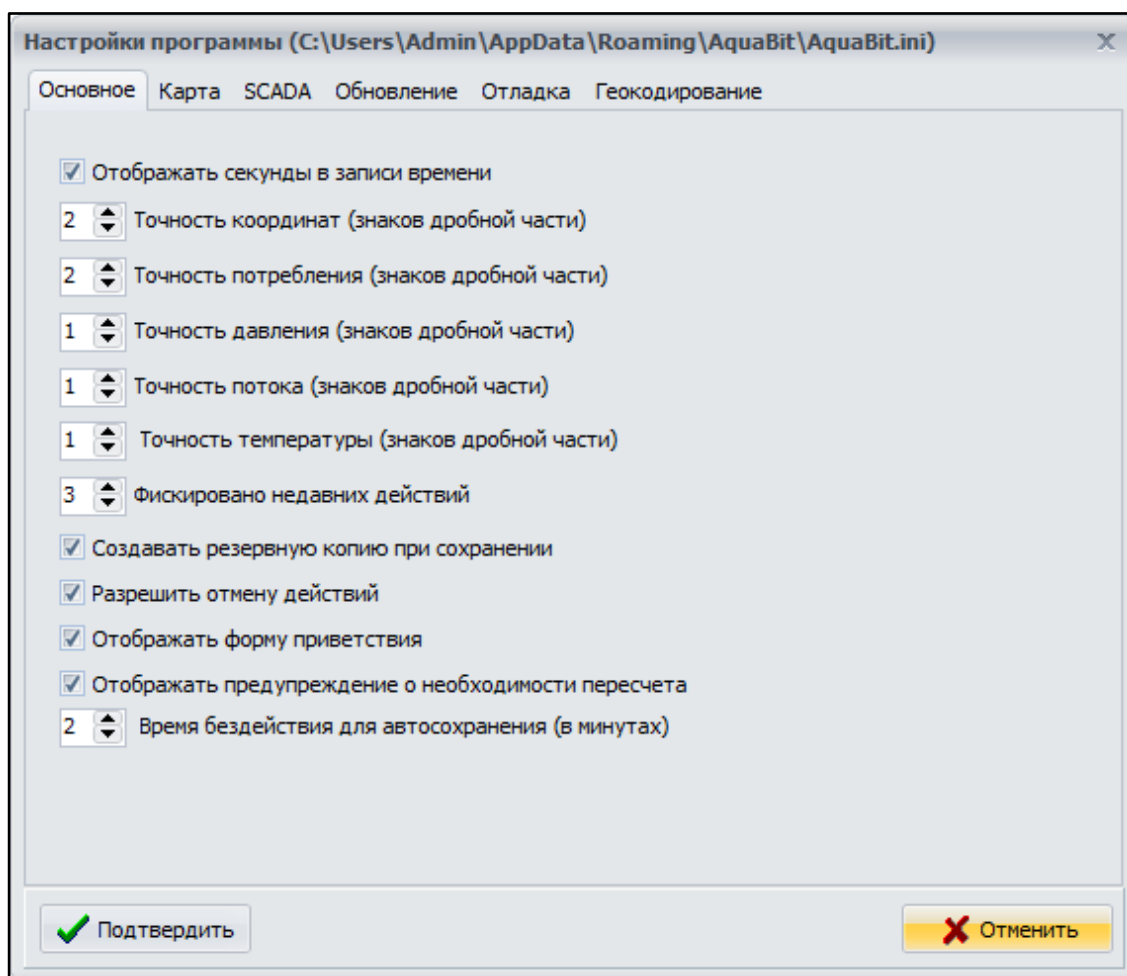 Настройки программы (C:\Users\Admin\AppData\Roaming\AquaBit\AquaBit.ini) X
Основное Карта SCADA Обновление Отладка Геокодирование
Отображать секунды в записи времени
2 Точность координат (знаков дробной части)
2 Точность потребления (знаков дробной части)
1 Точность давления (знаков дробной части)
1 Точность потока (знаков дробной части)
1 Точность температуры (знаков дробной части)
3 Фискировано недавних действий
Создавать резервную копию при сохранении
Разрешить отмену действий
Отображать форму приветствия
Отображать предупреждение о необходимости пересчета
2 Время бездействия для автосохранения (в минутах)
Подтвердить Отменить